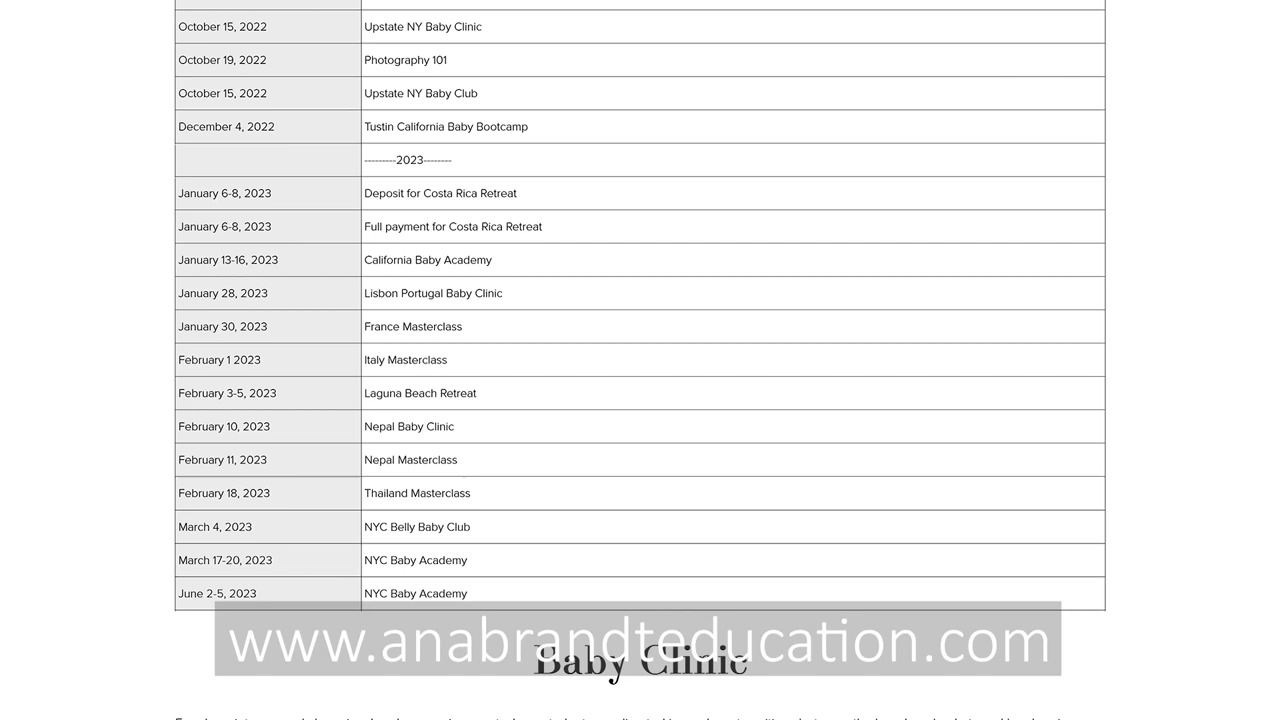 October 15, 2022 Upstate NY Baby Clinic
October 19, 2022 Photography 101
October 15, 2022 Upstate NY Baby Club
December 4, 2022 Tustin California Baby Bootcamp
---------2023--------
January 6-8, 2023 Deposit for Costa Rica Retreat
January 6-8, 2023 Full payment for Costa Rica Retreat
January 13-16, 2023 California Baby Academy
January 28, 2023 Lisbon Portugal Baby Clinic
January 30, 2023 France Masterclass
February 1 2023 Italy Masterclass
February 3-5, 2023 Laguna Beach Retreat
February 10, 2023 Nepal Baby Clinic
February 11, 2023 Nepal Masterclass
February 18, 2023 Thailand Masterclass
March 4, 2023 NYC Belly Baby Club
March 17-20, 2023 NYC Baby Academy
June 2-5, 2023 NYC Baby Academy
www.anabrandteducation.com
Baby Clinic